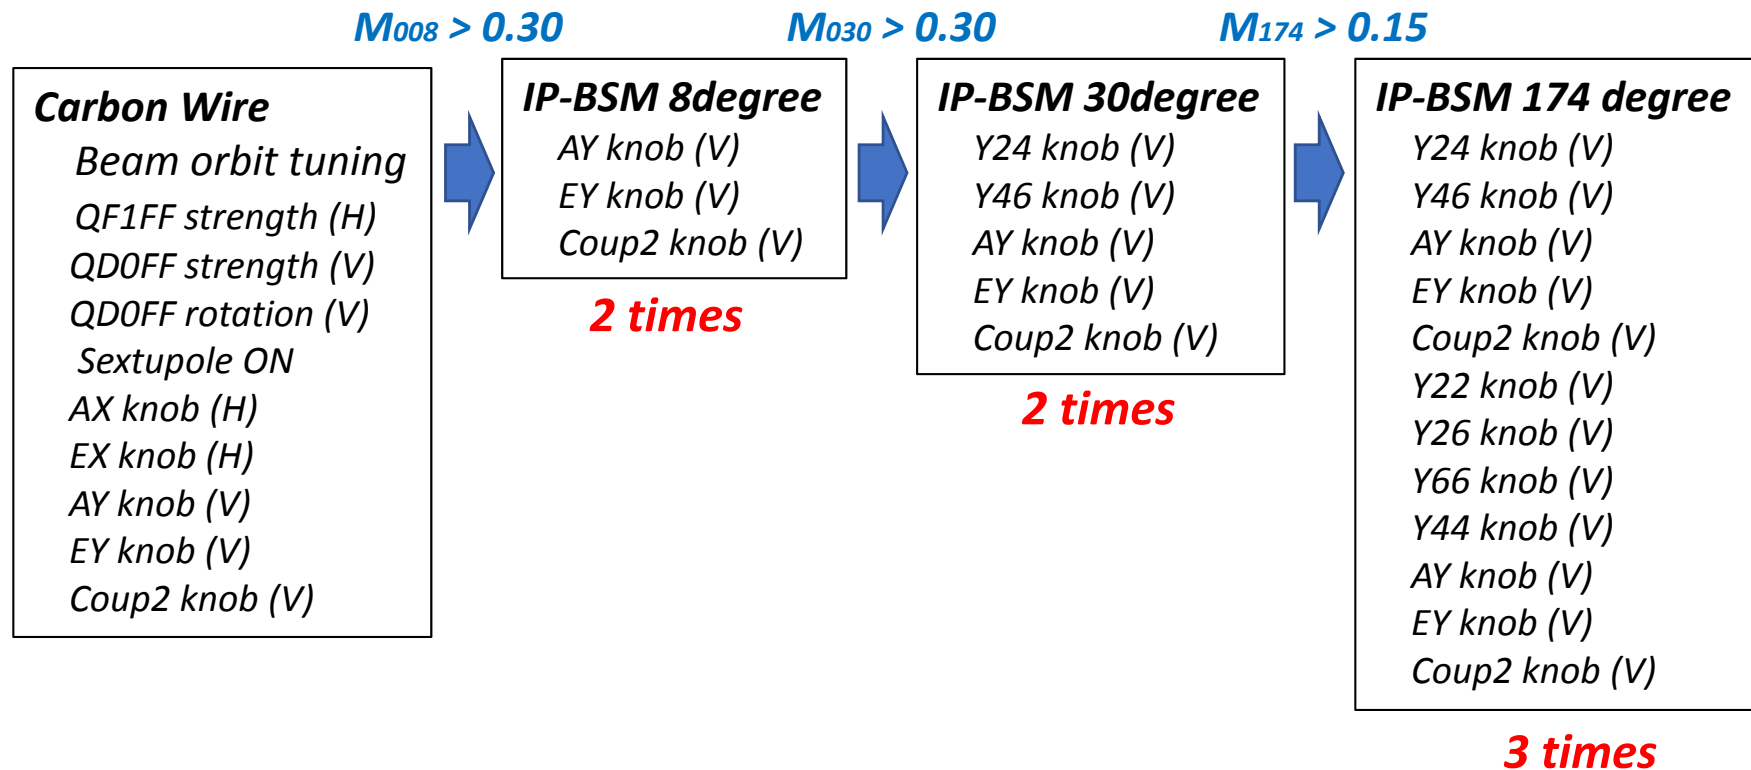 M008 > 0.30
M030 > 0.30
M174 > 0.15
Carbon Wire
Beam orbit tuning
QF1FF strength (H)
QD0FF strength (V)
QD0FF rotation (V)
Sextupole ON
AX knob (H)
EX knob (H)
AY knob (V)
EY knob (V)
Coup2 knob (V)
IP-BSM 8degree
AY knob (V)
EY knob (V)
Coup2 knob (V)
2 times
IP-BSM 30degree
Y24 knob (V)
Y46 knob (V)
AY knob (V)
EY knob (V)
Coup2 knob (V)
2 times
IP-BSM 174 degree
Y24 knob (V)
Y46 knob (V)
AY knob (V)
EY knob (V)
Coup2 knob (V)
Y22 knob (V)
Y26 knob (V)
Y66 knob (V)
Y44 knob (V)
AY knob (V)
EY knob (V)
Coup2 knob (V)
3 times